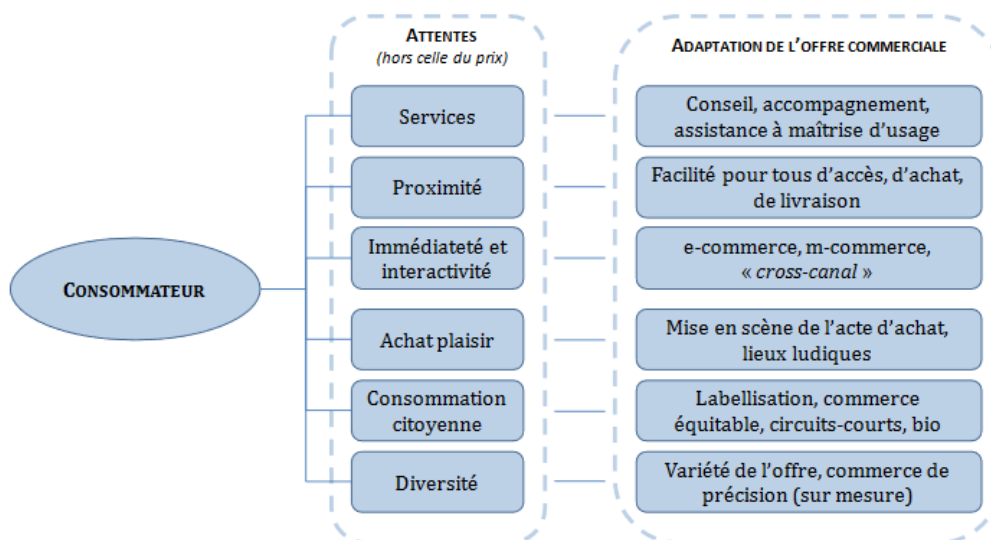 ATTENTES
(hors celle du prix)
ADAPTATION DE L'OFFRE COMMERCIALE
CONSOMMATEUR
Services
Conseil, accompagnement,
assistance à maîtrise d'usage
Proximité
Facilité pour tous d'accès, d'achat,
de livraison
Immédiateté et
interactivité
e-commerce, m-commerce,
« cross-canal »
Achat plaisir
Mise en scène de l'acte d'achat,
lieux ludiques
Consommation
citoyenne
Labellisation, commerce
équitable, circuits-courts, bio
Diversité
Variété de l'offre, commerce de
précision (sur mesure)